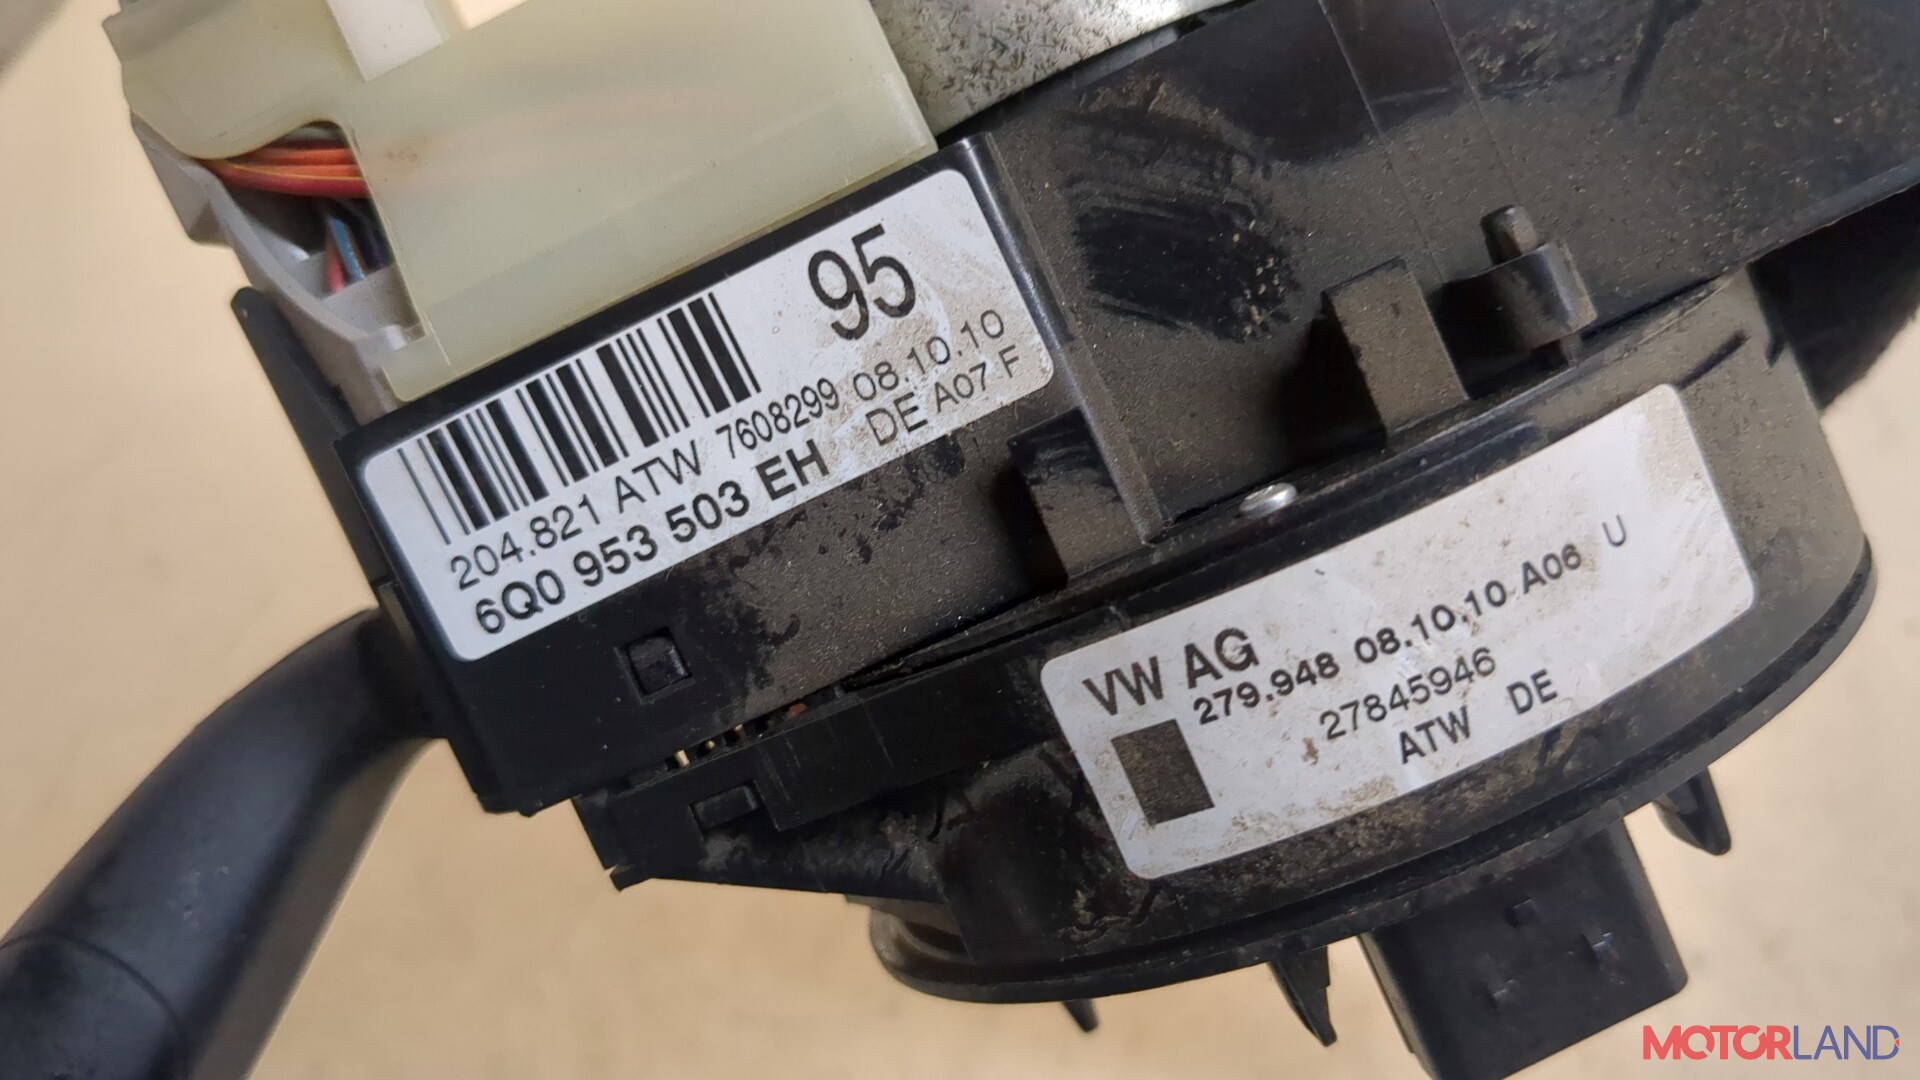 95
204.821 ATW 7608299 08.10.10
6Q0 953 503 EH DE A07 F
VW AG
279.948 08.10.10 A06 U
27845946
ATW DE
MOTORLAND